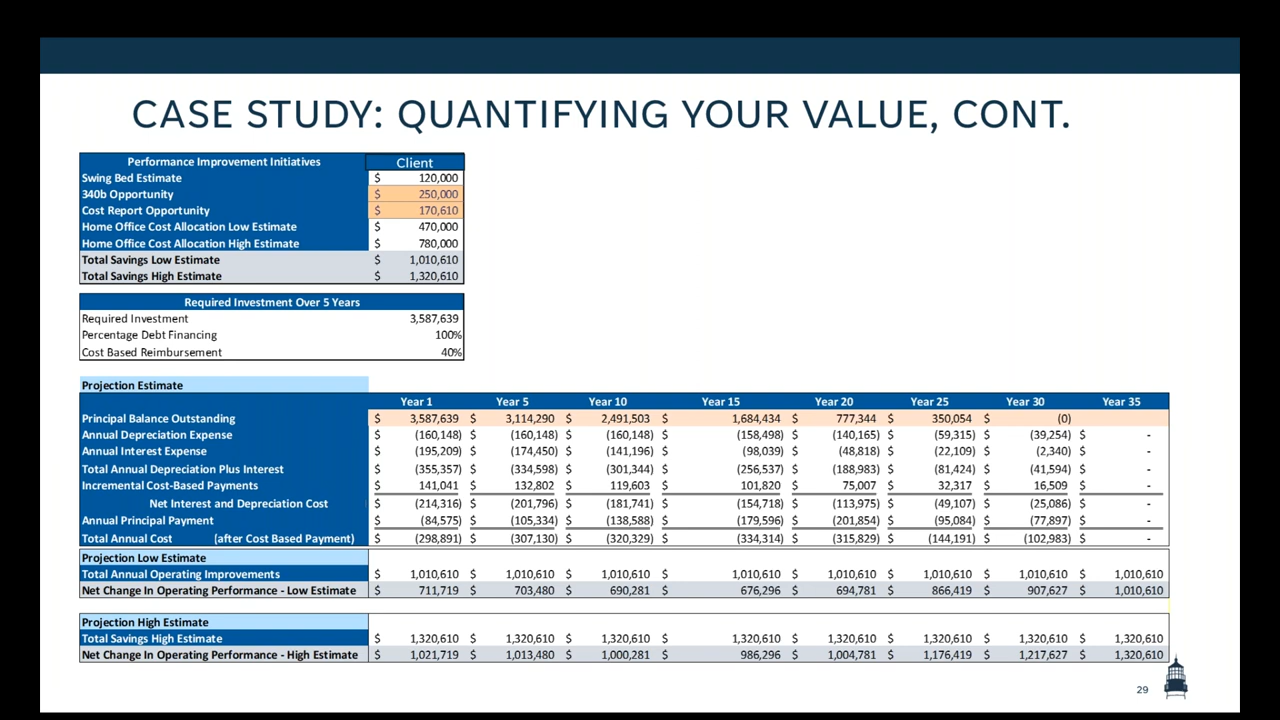 CASE STUDY: QUANTIFYING YOUR VALUE, CONT.
Performance Improvement Initiatives Client
Swing Bed Estimate $ 120,000
340b Opportunity $ 250,000
Cost Report Opportunity $ 170,610
Home Office Cost Allocation Low Estimate $ 470,000
Home Office Cost Allocation High Estimate $ 780,000
Total Savings Low Estimate $ 1,010,610
Total Savings High Estimate $ 1,320,610
Required Investment Over 5 Years
Required Investment 3,587,639
Percentage Debt Financing 100%
Cost Based Reimbursement 40%
Projection Estimate
Year 1 Year 5 Year 10 Year 15 Year 20 Year 25 Year 30 Year 35
Principal Balance Outstanding $ 3,587,639 $ 3,114,290 $ 2,491,503 $ 1,684,434 $ 777,344 $ 350,054 $ (0)
Annual Depreciation Expense $ (160,148) $ (160,148) $ (160,148) $ (158,498) $ (140,165) $ (59,315) $ (39,254) $ -
Annual Interest Expense $ (195,209) $ (174,450) $ (141,196) $ (98,039) $ (48,818) $ (22,109) $ (2,340) $ -
Total Annual Depreciation Plus Interest $ (355,357) $ (334,598) $ (301,344) $ (256,537) $ (188,983) $ (81,424) $ (41,594) $ -
Incremental Cost-Based Payments $ 141,041 $ 132,802 $ 119,603 $ 101,820 $ 75,007 $ 32,317 $ 16,509 $ -
Net Interest and Depreciation Cost $ (214,316) $ (201,796) $ (181,741) $ (154,718) $ (113,975) $ (49,107) $ (25,086) $ -
Annual Principal Payment $ (84,575) $ (105,334) $ (138,588) $ (179,596) $ (201,854) $ (95,084) $ (77,897) $ -
Total Annual Cost (after Cost Based Payment) $ (298,891) $ (307,130) $ (320,329) $ (334,314) $ (315,829) $ (144,191) $ (102,983) $ -
Projection Low Estimate
Total Annual Operating Improvements $ 1,010,610 $ 1,010,610 $ 1,010,610 $ 1,010,610 $ 1,010,610 $ 1,010,610 $ 1,010,610 $ 1,010,610
Net Change In Operating Performance - Low Estimate $ 711,719 $ 703,480 $ 690,281 $ 676,296 $ 694,781 $ 866,419 $ 907,627 $ 1,010,610
Projection High Estimate
Total Savings High Estimate $ 1,320,610 $ 1,320,610 $ 1,320,610 $ 1,320,610 $ 1,320,610 $ 1,320,610 $ 1,320,610 $ 1,320,610
Net Change In Operating Performance - High Estimate $ 1,021,719 $ 1,013,480 $ 1,000,281 $ 986,296 $ 1,004,781 $ 1,176,419 $ 1,217,627 $ 1,320,610
29